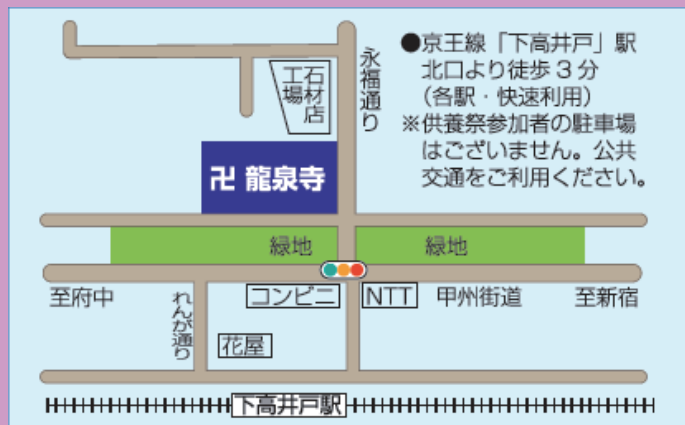 ●京王線「下高井戸」駅
北口より徒歩3分
(各駅・快速利用)
※供養祭参加者の駐車場
はございません。公共
交通をご利用ください。
永福通り
石材店
工場
卍 龍泉寺
緑地
緑地
至府中
れんが通り
コンビニ
NTT
甲州街道
至新宿
花屋
下高井戸駅